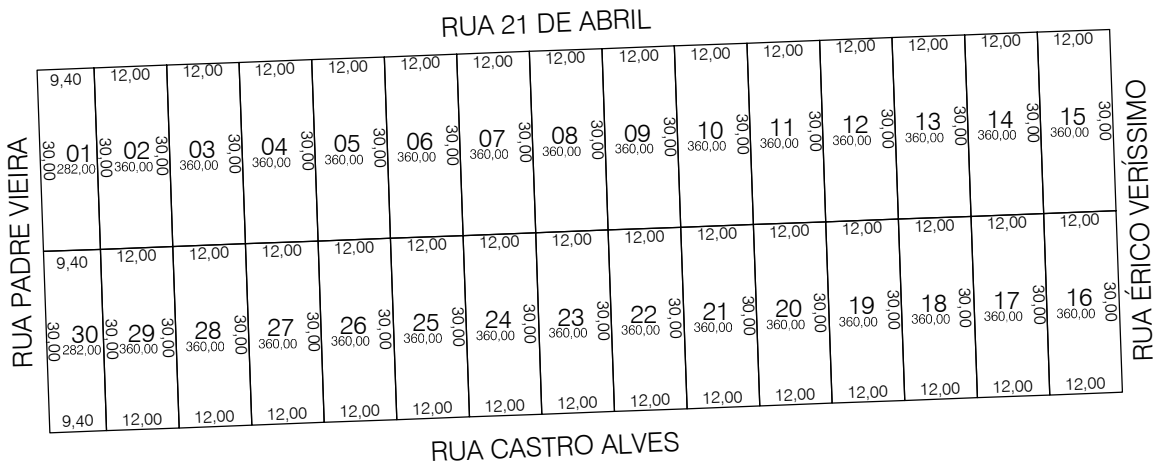 RUA 21 DE ABRIL
9,40 12,00 12,00 12,00 12,00 12,00 12,00 12,00 12,00 12,00 12,00 12,00 12,00 12,00 12,00
RUA PADRE VIEIRA
30,00 01 30,00 02 03 30,00 04 30,00 05 30,00 06 30,00 07 30,00 08 30,00 09 30,00 10 30,00 11 30,00 12 30,00 13 30,00 14 30,00 15 30,00
282,00 360,00 360,00 360,00 360,00 360,00 360,00 360,00 360,00 360,00 360,00 360,00 360,00 360,00 360,00
RUA ÉRICO VERÍSSIMO
9,40 12,00 12,00 12,00 12,00 12,00 12,00 12,00 12,00 12,00 12,00 12,00 12,00 12,00 12,00
30,00 30 30,00 29 30,00 28 30,00 27 30,00 26 30,00 25 30,00 24 30,00 23 30,00 22 30,00 21 30,00 20 30,00 19 30,00 18 30,00 17 30,00 16 30,00
282,00 360,00 360,00 360,00 360,00 360,00 360,00 360,00 360,00 360,00 360,00 360,00 360,00 360,00 360,00
9,40 12,00 12,00 12,00 12,00 12,00 12,00 12,00 12,00 12,00 12,00 12,00 12,00 12,00 12,00
RUA CASTRO ALVES